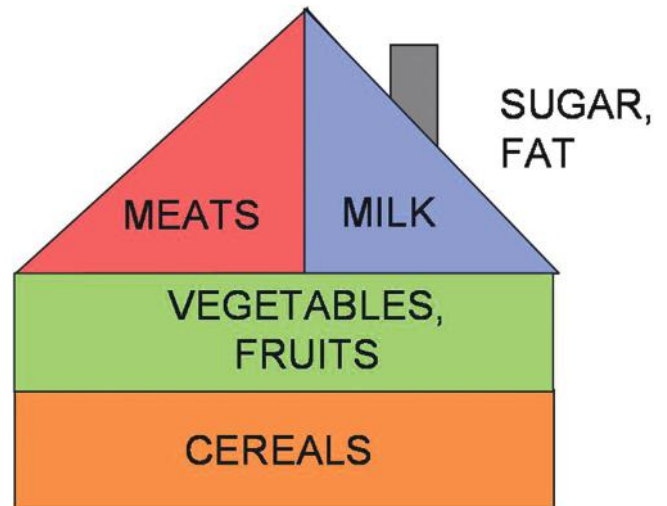 SUGAR,
FAT
MEATS
MILK
VEGETABLES,
FRUITS
CEREALS